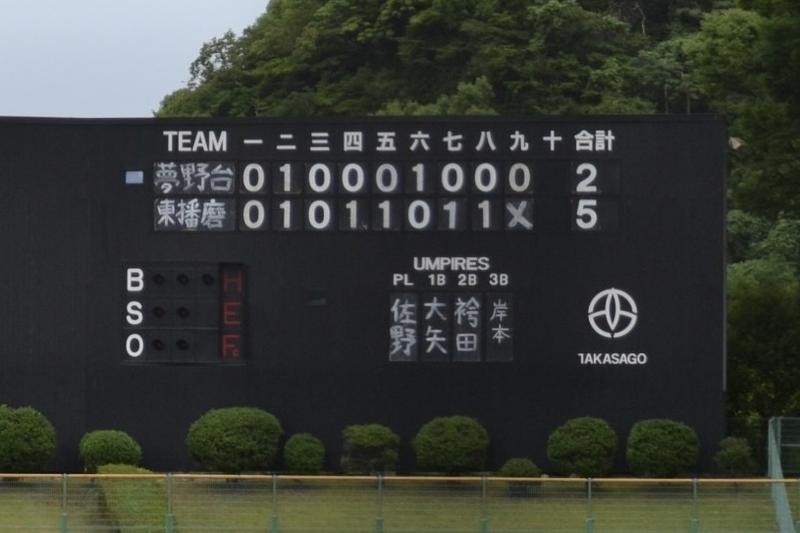 TEAM 一 二 三 四 五 六 七 八 九 十 合計
夢野台 0 1 0 0 0 1 0 0 0 2
東播磨 0 1 0 1 1 0 1 1 X 5
UMPIRES
PL 1B 2B 3B
佐野 大矢 袴田 岸本
B H
S E
O Fc
TAKASAGO